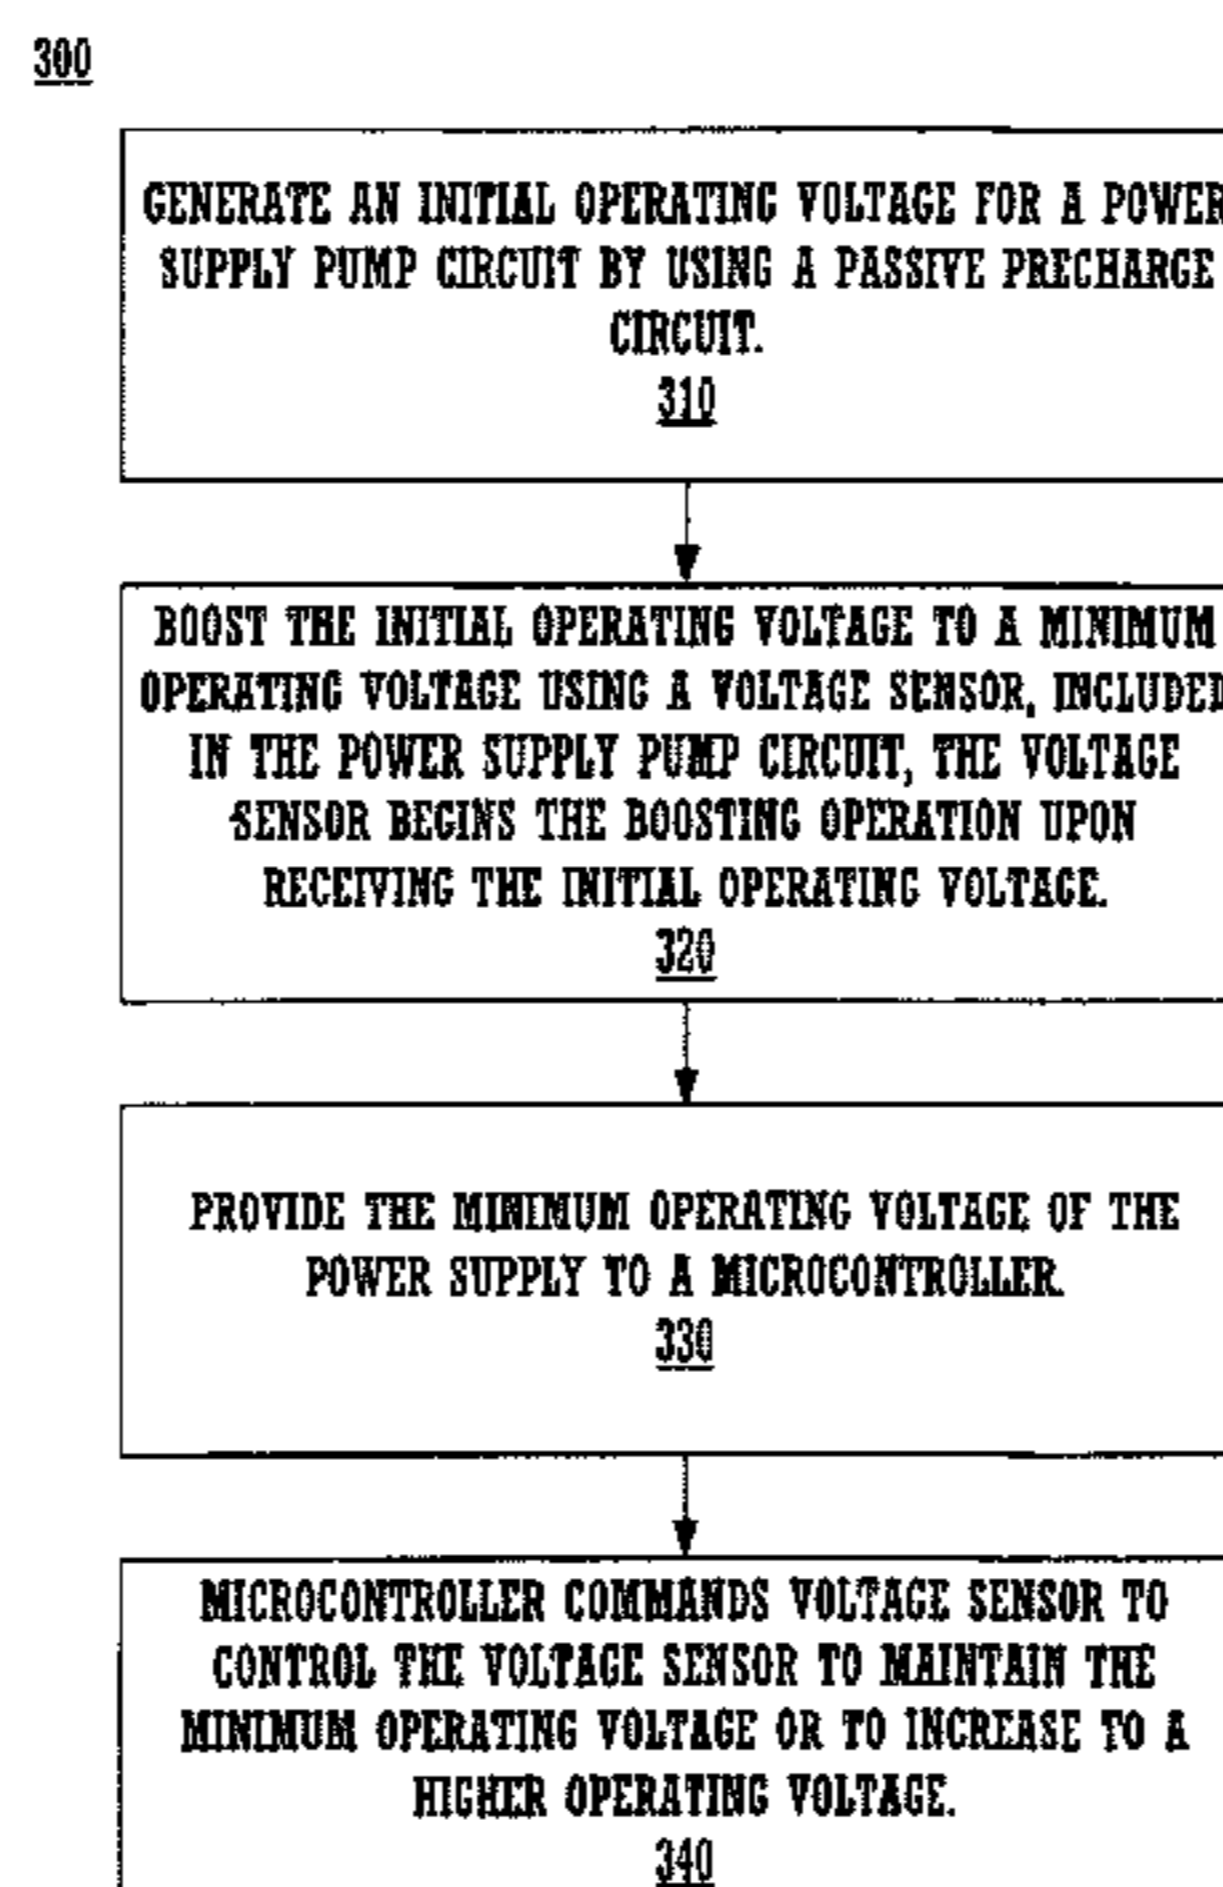 300
GENERATE AN INITIAL OPERATING VOLTAGE FOR A POWER
SUPPLY PUMP CIRCUIT BY USING A PASSIVE PRECHARGE
CIRCUIT.
310
BOOST THE INITIAL OPERATING VOLTAGE TO A MINIMUM
OPERATING VOLTAGE USING A VOLTAGE SENSOR, INCLUDED
IN THE POWER SUPPLY PUMP CIRCUIT, THE VOLTAGE
SENSOR BEGINS THE BOOSTING OPERATION UPON
RECEIVING THE INITIAL OPERATING VOLTAGE.
320
PROVIDE THE MINIMUM OPERATING VOLTAGE OF THE
POWER SUPPLY TO A MICROCONTROLLER.
330
MICROCONTROLLER COMMANDS VOLTAGE SENSOR TO
CONTROL THE VOLTAGE SENSOR TO MAINTAIN THE
MINIMUM OPERATING VOLTAGE OR TO INCREASE TO A
HIGHER OPERATING VOLTAGE.
340